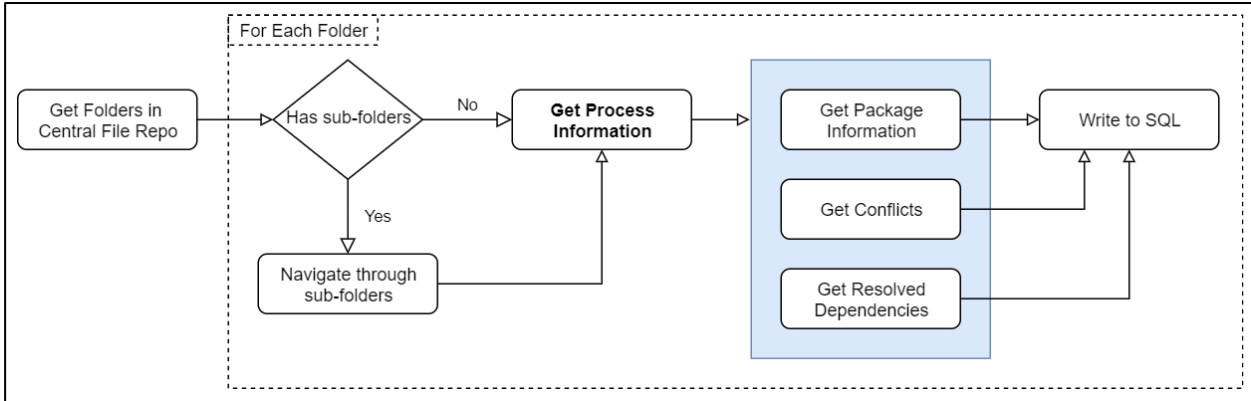 For Each Folder
Get Folders in
Central File Repo
Has sub-folders
No
Get Process
Information
Get Package
Information
Write to SQL
Yes
Get Conflicts
Navigate through
sub-folders
Get Resolved
Dependencies